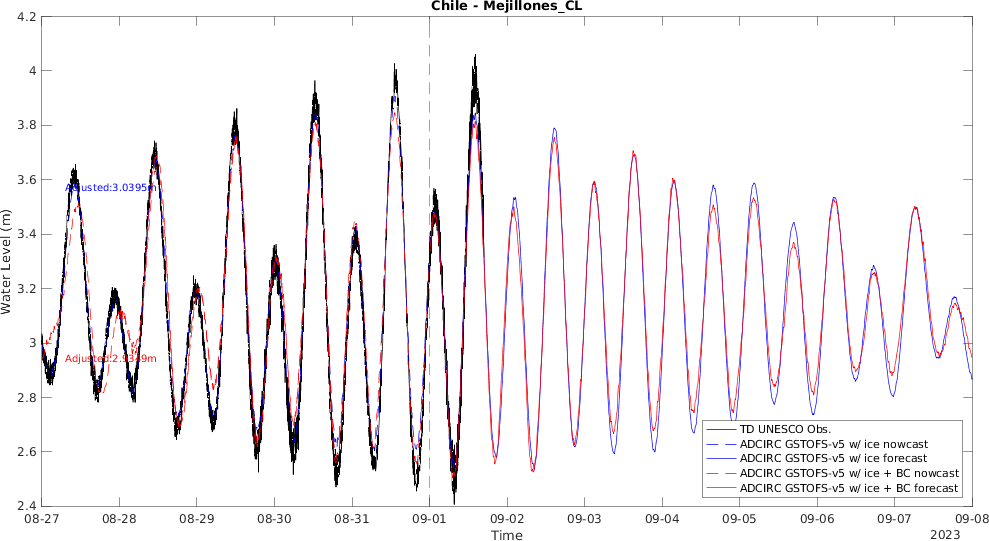 Chile - Mejillones_CL
4.2
4
3.8
3.6
3.4
3.2
3
2.8
2.6
2.4
Water Level (m)
Adjusted:3.0395m
Adjusted:2.9349m
TD UNESCO Obs.
ADCIRC GSTOFS-v5 w/ ice nowcast
ADCIRC GSTOFS-v5 w/ ice forecast
ADCIRC GSTOFS-v5 w/ ice + BC nowcast
ADCIRC GSTOFS-v5 w/ ice + BC forecast
08-27 08-28 08-29 08-30 08-31 09-01 09-02 09-03 09-04 09-05 09-06 09-07 09-08
Time
2023